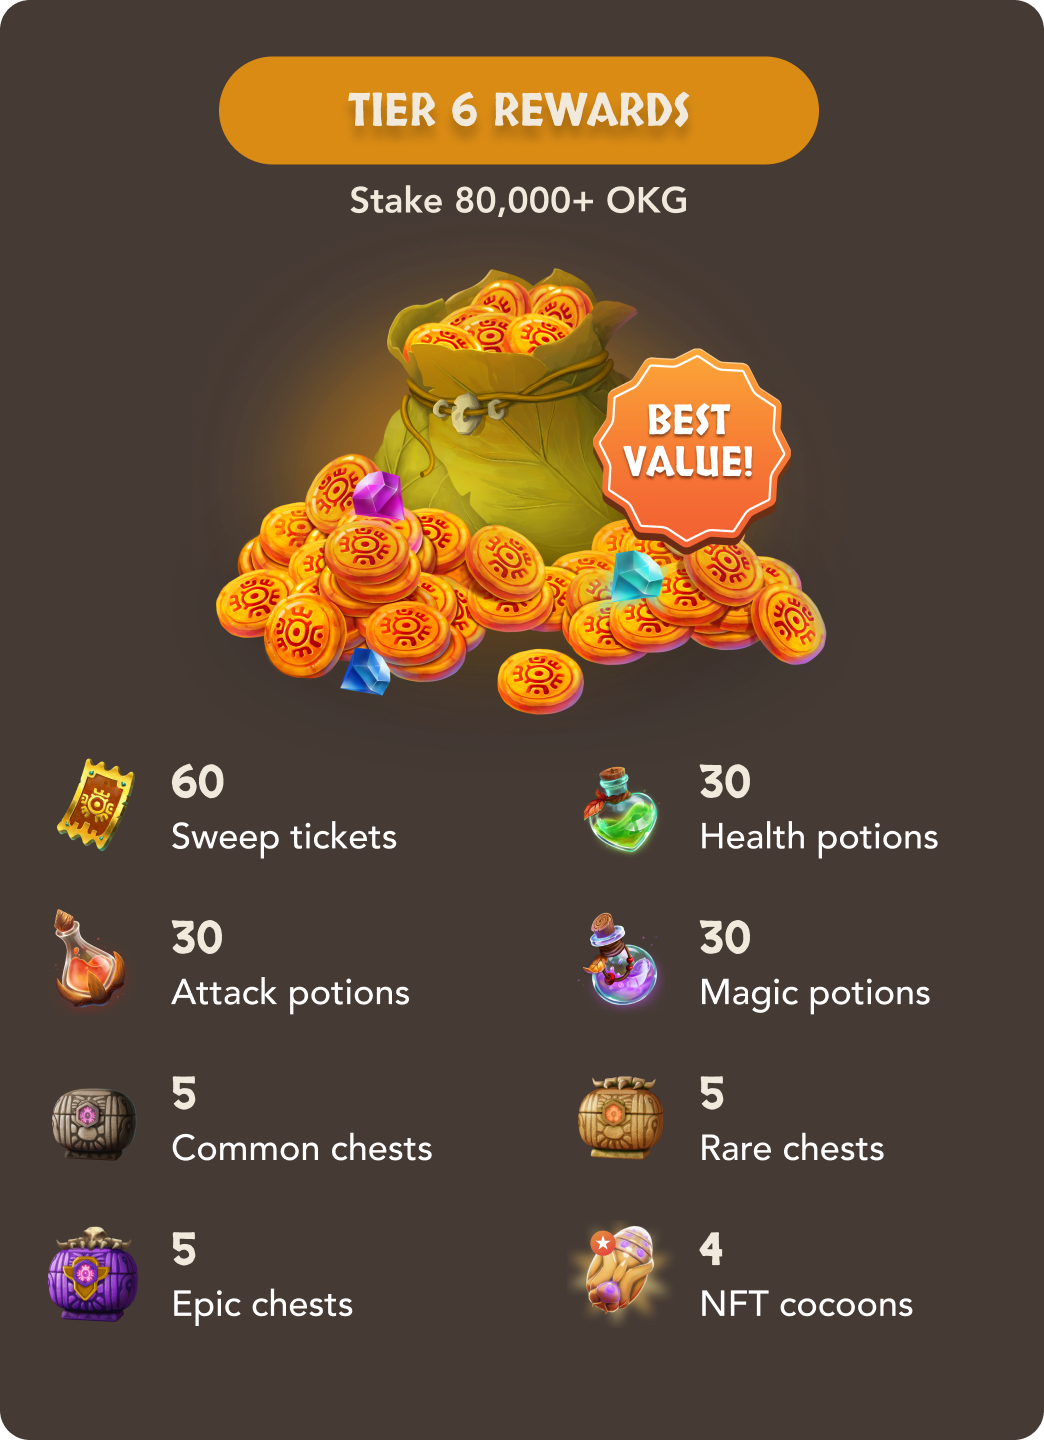 TIER 6 REWARDS
Stake 80,000+ OKG
BEST
VALUE!
60
Sweep tickets
30
Health potions
30
Attack potions
30
Magic potions
5
Common chests
5
Rare chests
5
Epic chests
4
NFT cocoons